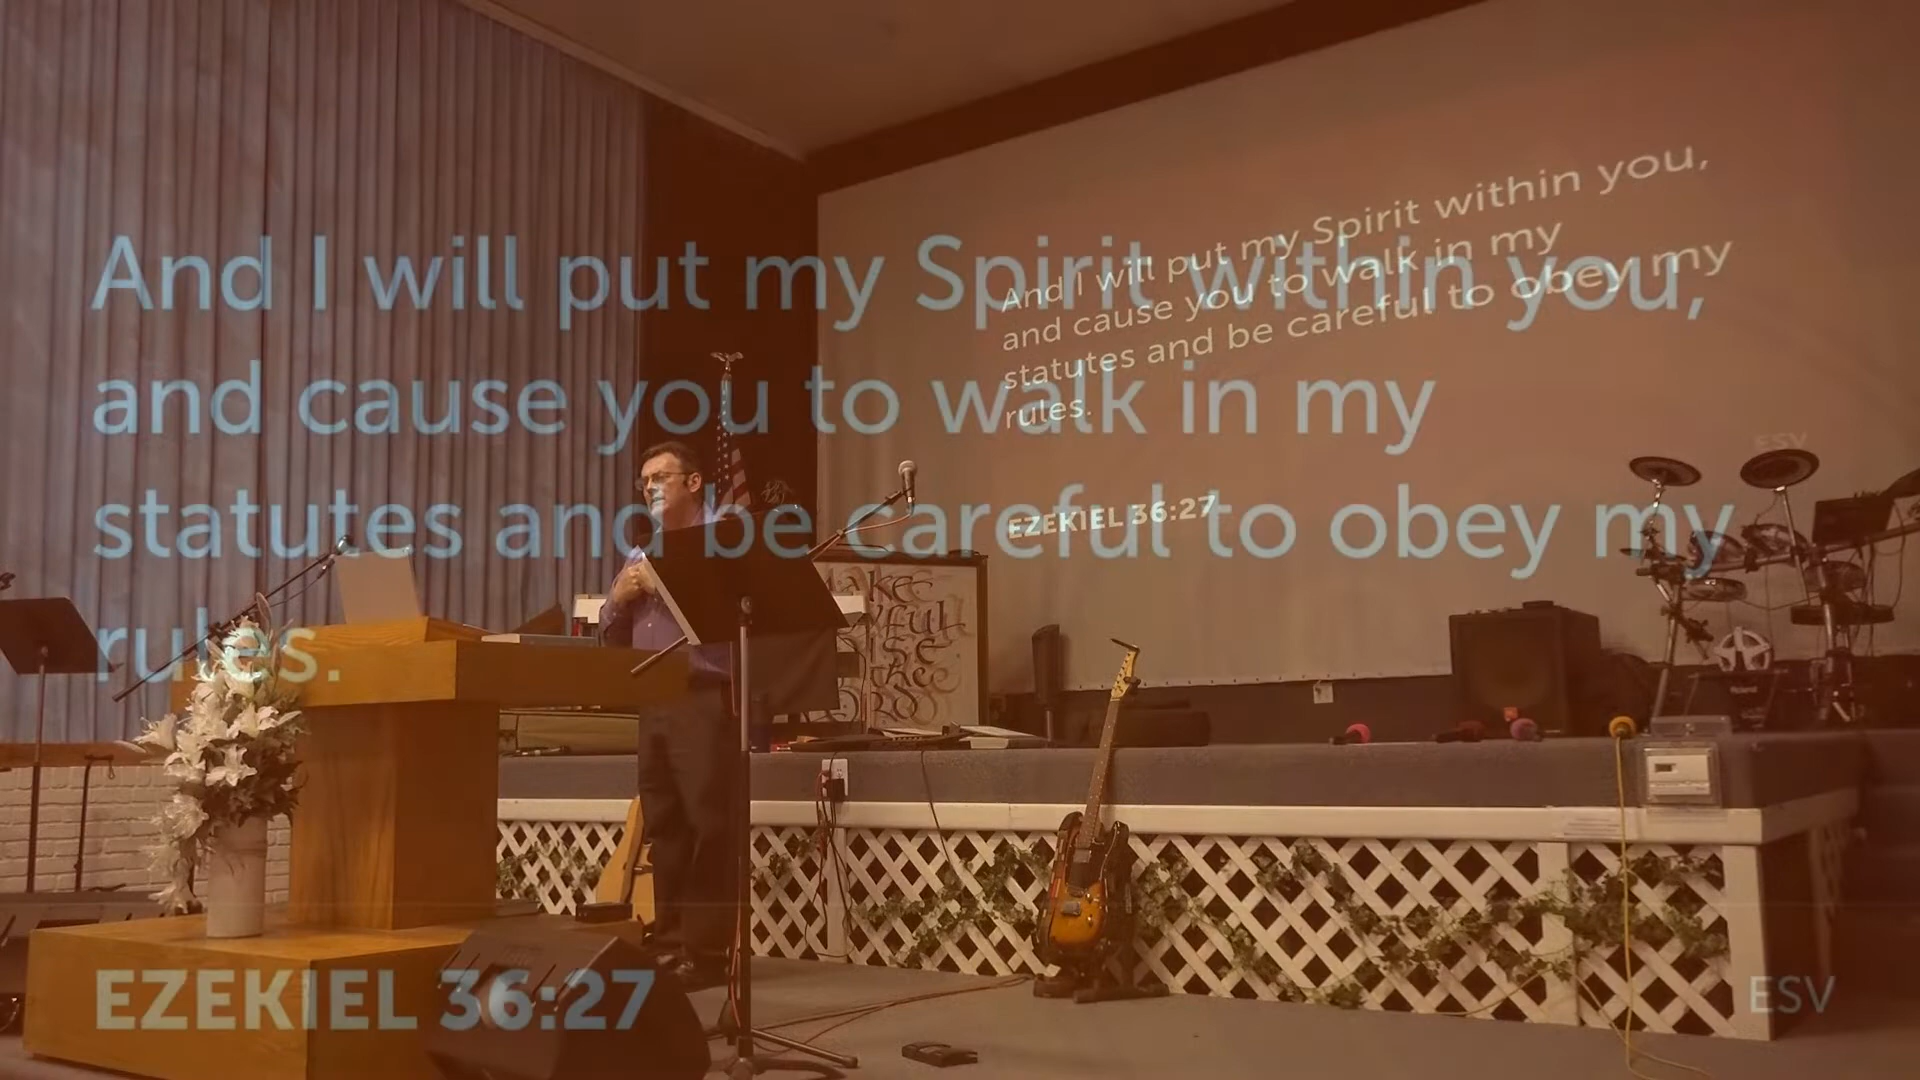 And I will put my Spirit within you,
and cause you to walk in my
statutes and be careful to obey my
rules.
EZEKIEL 36:27
ESV
And I will put my Spirit within you,
and cause you to walk in my
statutes and be careful to obey my
rules.
ESV
EZEKIEL 36:27
Roland